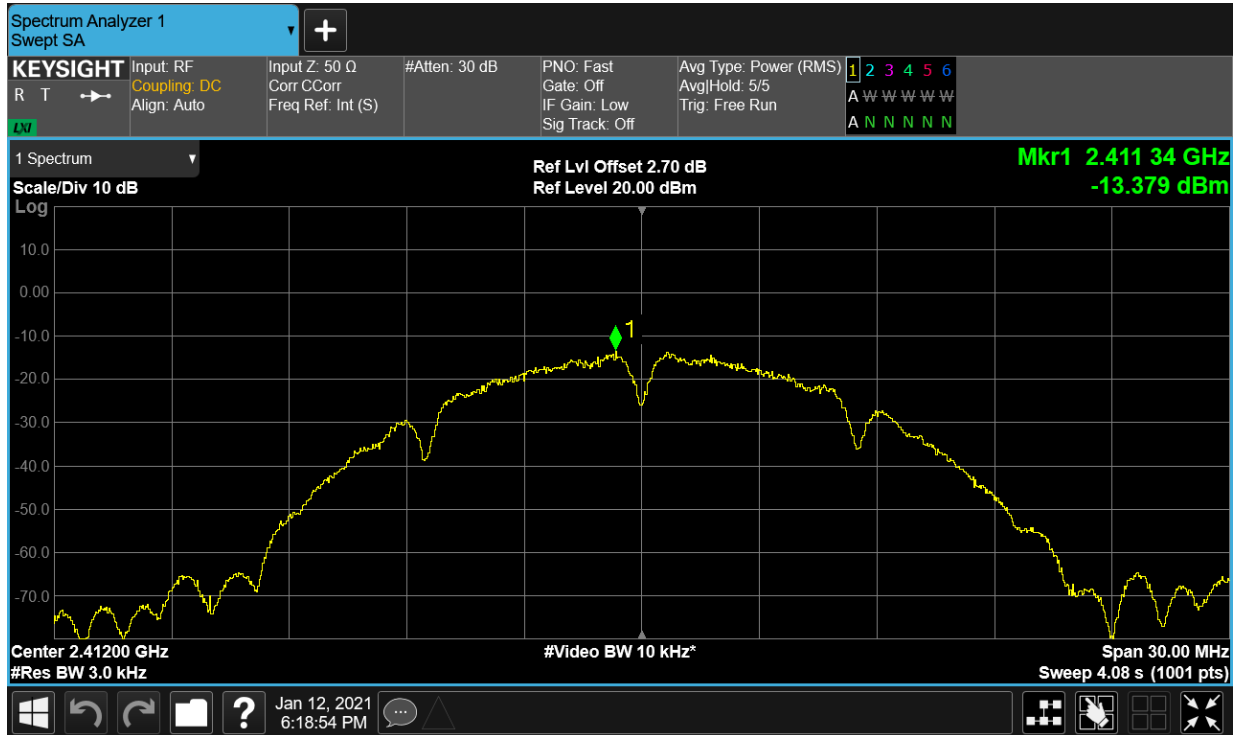 Spectrum Analyzer 1
Swept SA
+
KEYSIGHT
R T
LXI
Input: RF
Coupling: DC
Align: Auto
Input Z: 50 Ω
Corr CCorr
Freq Ref: Int (S)
#Atten: 30 dB
PNO: Fast
Gate: Off
IF Gain: Low
Sig Track: Off
Avg Type: Power (RMS)
Avg|Hold: 5/5
Trig: Free Run
1 2 3 4 5 6
A W W W W W
A N N N N N
1 Spectrum
Scale/Div 10 dB
Log
Ref Lvl Offset 2.70 dB
Ref Level 20.00 dBm
Mkr1 2.411 34 GHz
-13.379 dBm
10.0
0.00
-10.0
-20.0
-30.0
-40.0
-50.0
-60.0
-70.0
1
Center 2.41200 GHz
#Res BW 3.0 kHz
#Video BW 10 kHz*
Span 30.00 MHz
Sweep 4.08 s (1001 pts)
?
Jan 12, 2021
6:18:54 PM